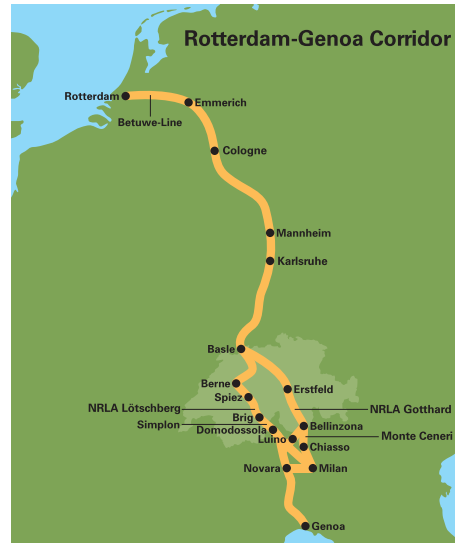 Rotterdam-Genoa Corridor
Rotterdam
Emmerich
Betuwe-Line
Cologne
Mannheim
Karlsruhe
Basle
Berne
Erstfeld
Spiez
NRLA Lötschberg
NRLA Gotthard
Brig
Simplon
Bellinzona
Domodossola
Monte Ceneri
Luino
Chiasso
Novara
Milan
Genoa